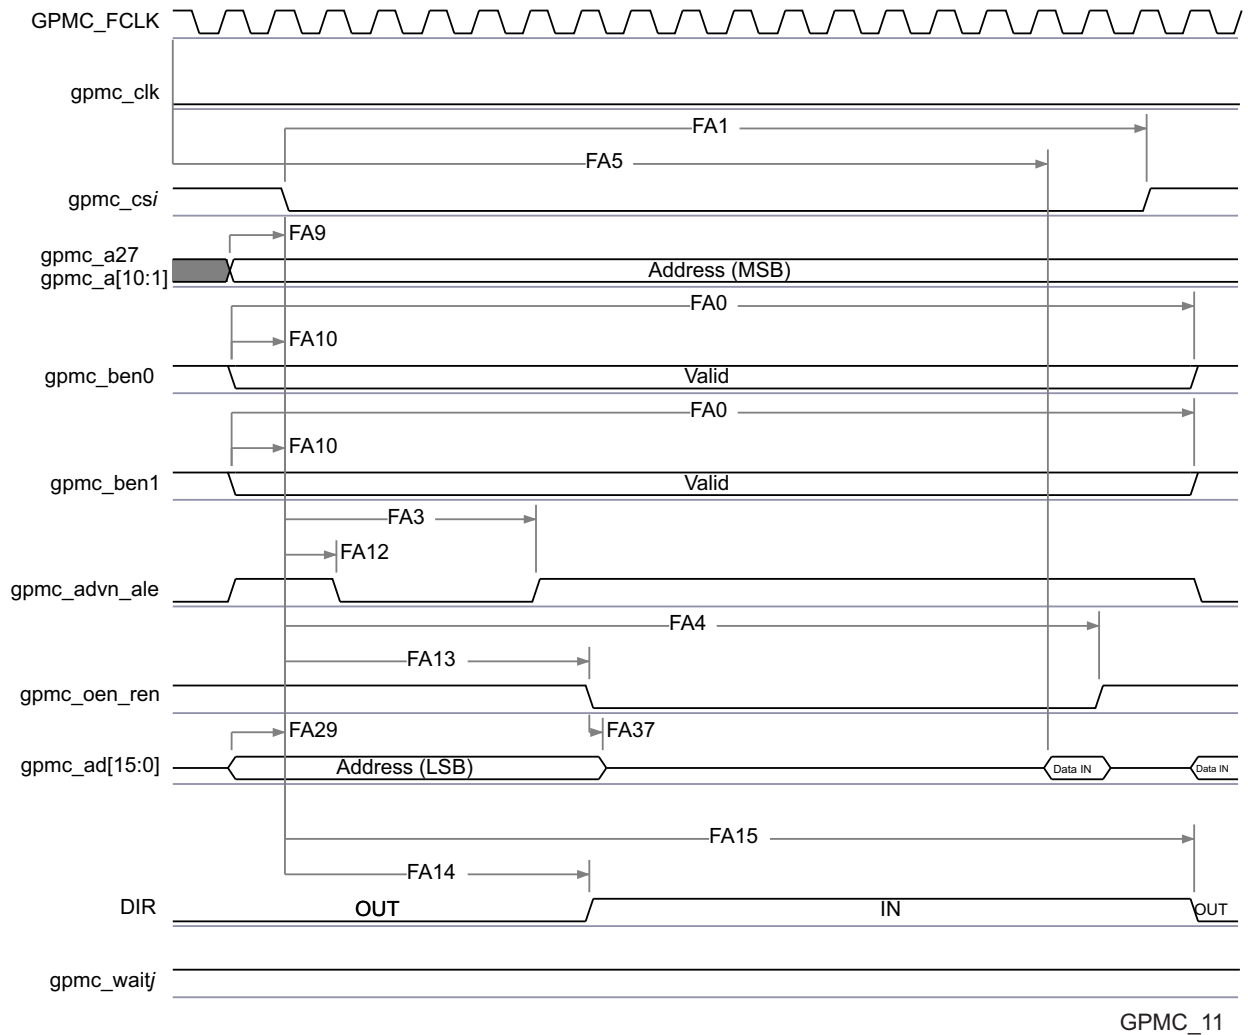 GPMC_FCLK
gpmc_clk
FA1
FA5
gpmc_csi
FA9
gpmc_a27
gpmc_a[10:1]
Address (MSB)
FA0
FA10
gpmc_ben0
Valid
FA0
FA10
gpmc_ben1
Valid
FA3
FA12
gpmc_advn_ale
FA4
FA13
gpmc_oen_ren
FA29
FA37
gpmc_ad[15:0]
Address (LSB)
Data IN
Data IN
FA15
FA14
DIR
OUT
IN
OUT
gpmc_waitj
GPMC_11